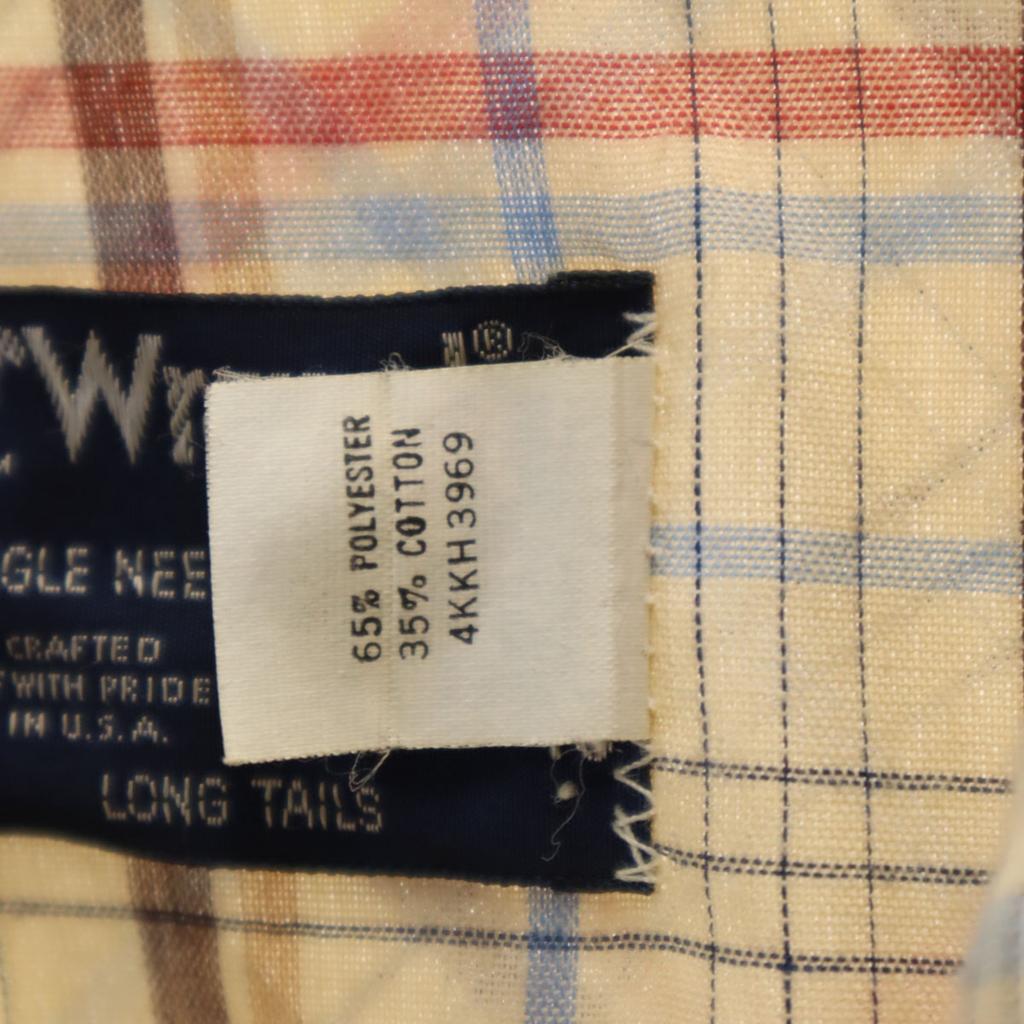 W
N®
GLE NEE
CRAFTED
WITH PRIDE
IN U.S.A.
LONG TAILS
65% POLYESTER
35% COTTON
4KKH3969